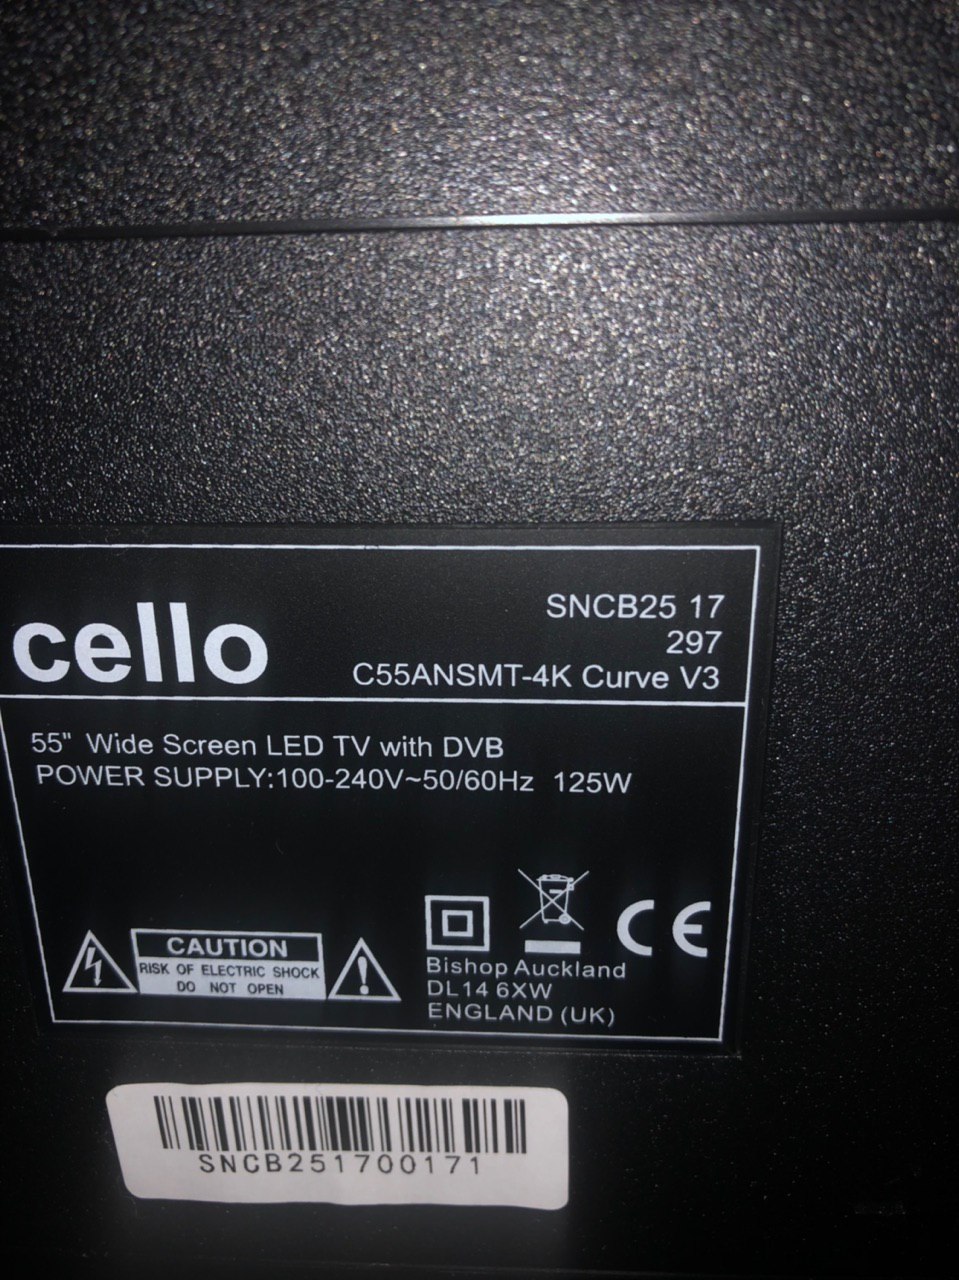 cello
SNCB25 17
297
C55ANSMT-4K Curve V3
55" Wide Screen LED TV with DVB
POWER SUPPLY:100-240V~50/60Hz 125W
CAUTION
RISK OF ELECTRIC SHOCK
DO NOT OPEN
CE
Bishop Auckland
DL14 6XW
ENGLAND (UK)
SNCB251700171